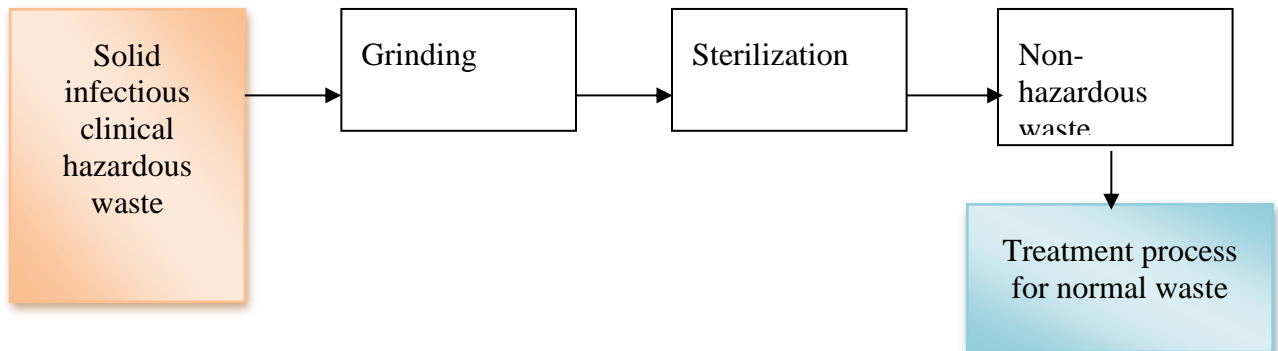 Solid
infectious
clinical
hazardous
waste
Grinding
Sterilization
Non-
hazardous
waste
Treatment process
for normal waste